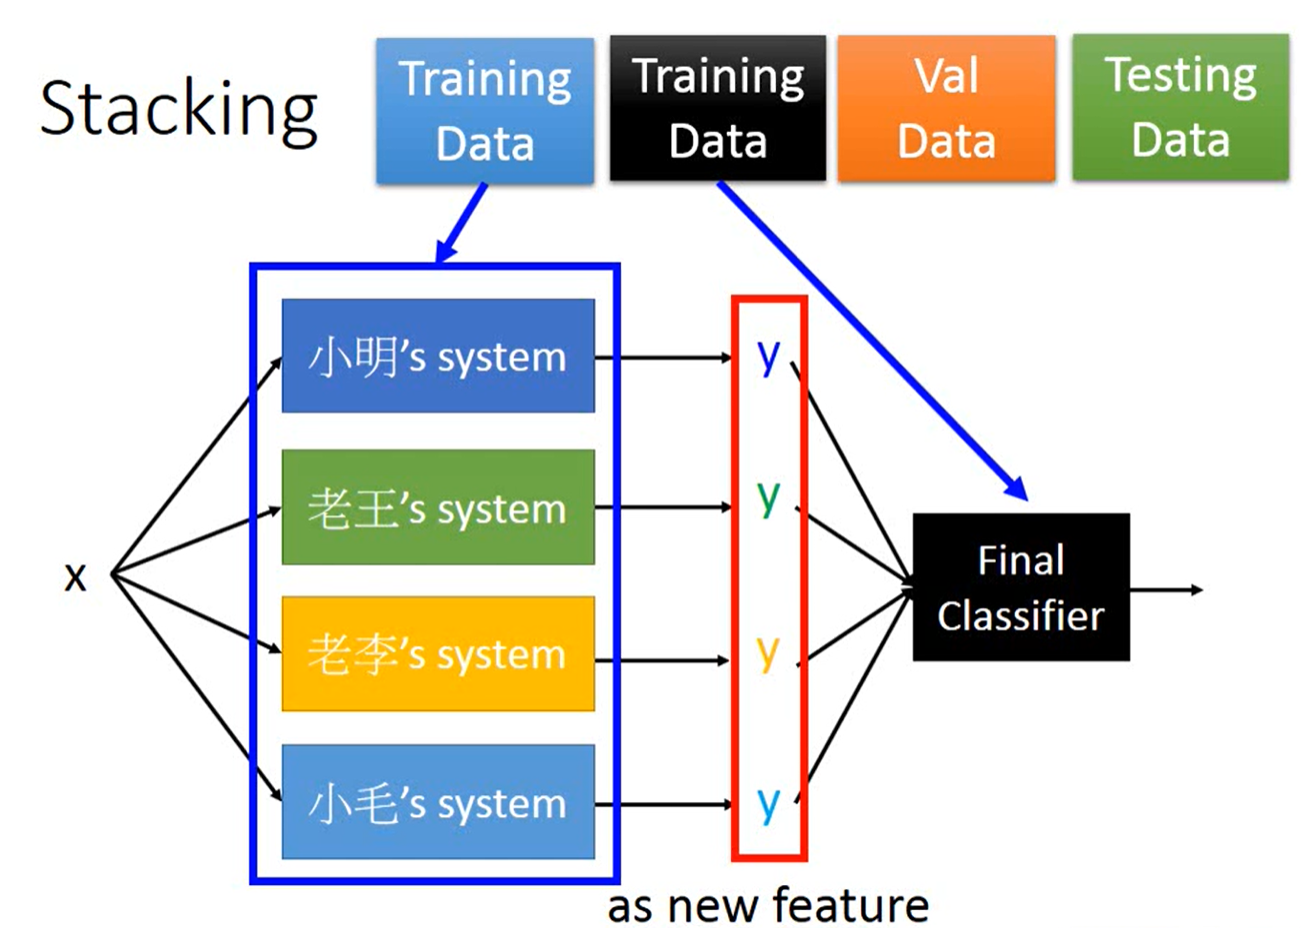 Stacking
Training
Data
Training
Data
Val
Data
Testing
Data
小明’s system
老王’s system
老李’s system
小毛’s system
x
y
y
y
y
Final
Classifier
as new feature